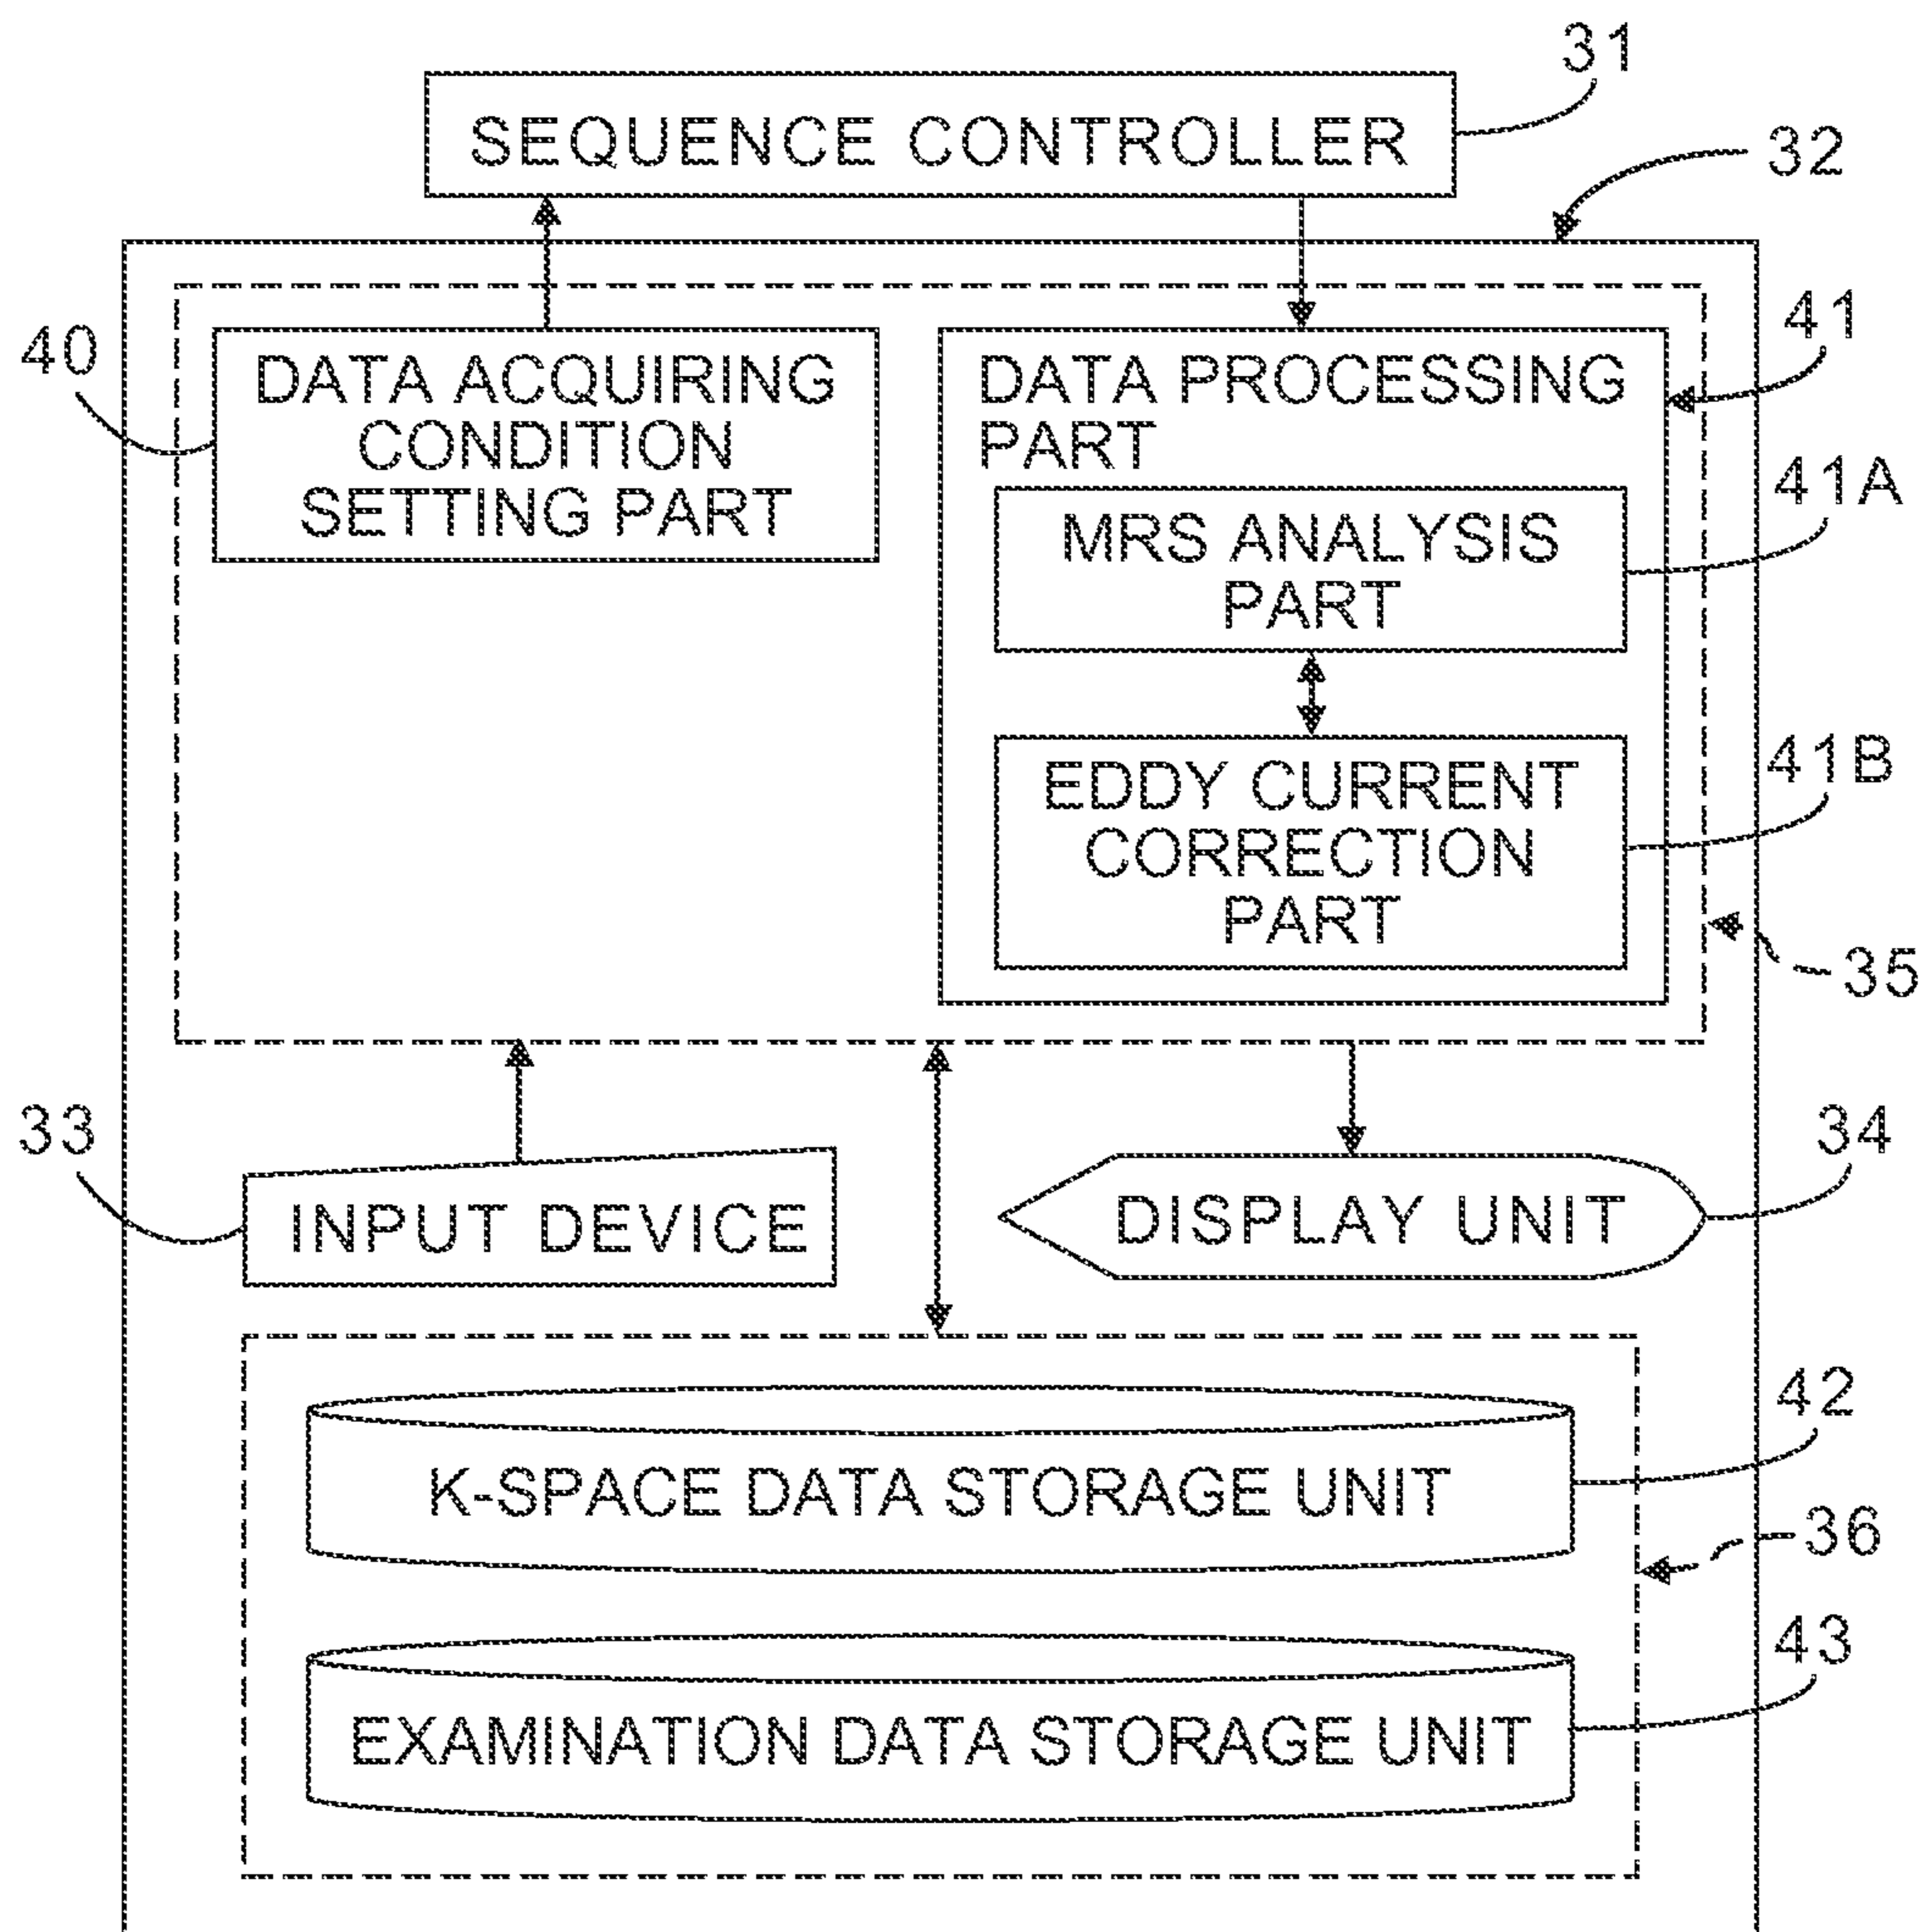 31
SEQUENCE CONTROLLER
32
41
40
DATA ACQUIRING
CONDITION
SETTING PART
DATA PROCESSING
PART
41A
MRS ANALYSIS
PART
41B
EDDY CURRENT
CORRECTION
PART
35
33
INPUT DEVICE
34
DISPLAY UNIT
42
K-SPACE DATA STORAGE UNIT
36
43
EXAMINATION DATA STORAGE UNIT